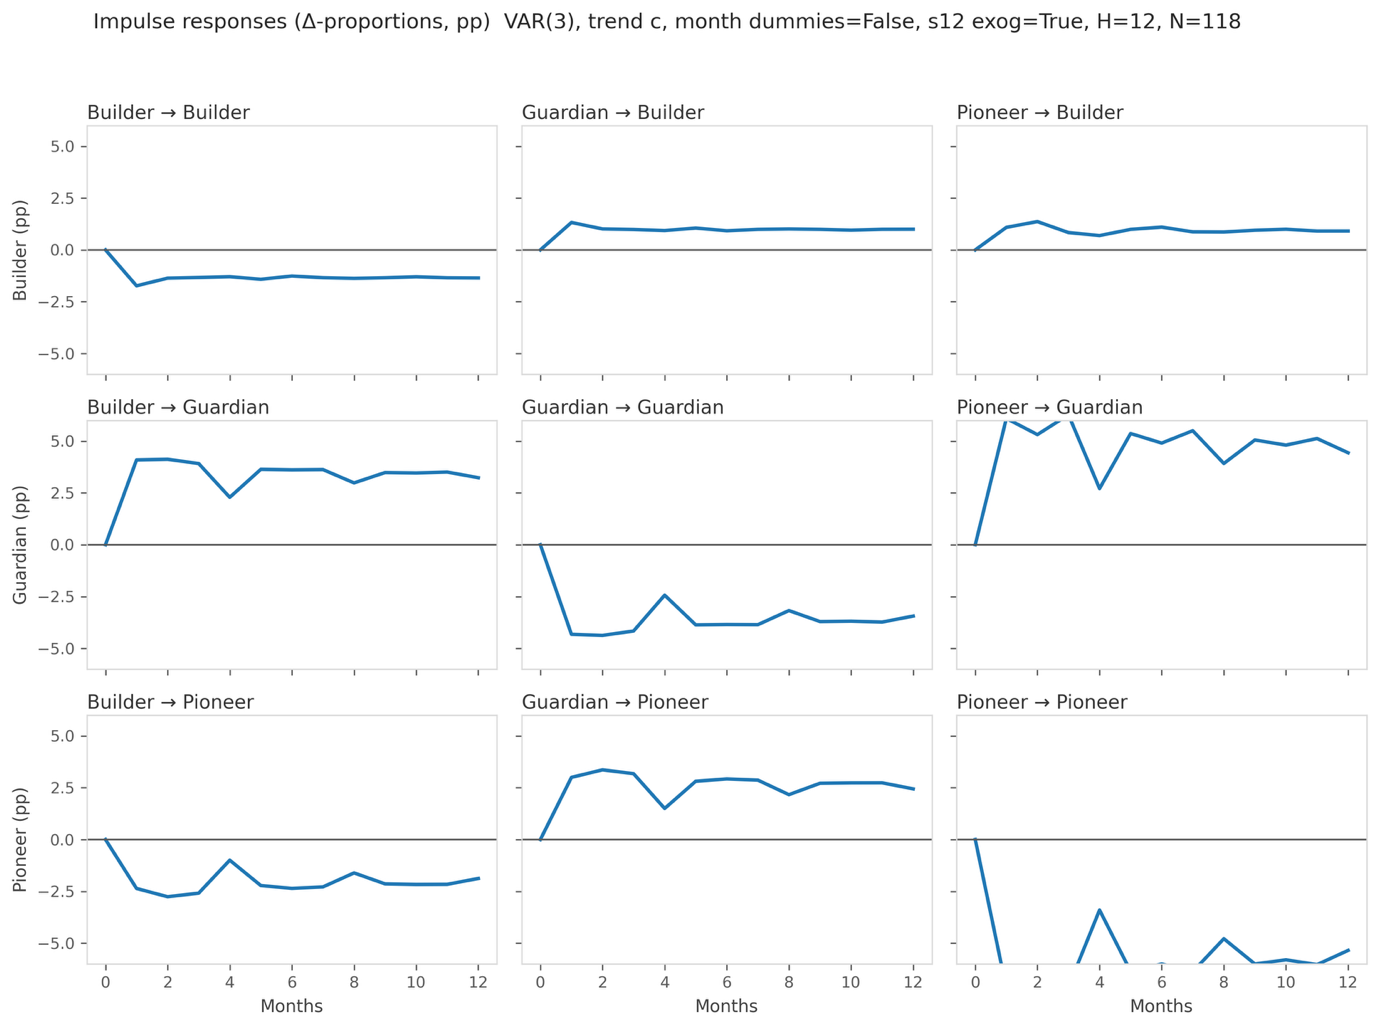 Impulse responses (Δ-proportions, pp)  VAR(3), trend c, month dummies=False, s12 exog=True, H=12, N=118
Builder → Builder
Guardian → Builder
Pioneer → Builder
Builder (pp)
5.0
2.5
0.0
−2.5
−5.0
Builder → Guardian
Guardian → Guardian
Pioneer → Guardian
Guardian (pp)
5.0
2.5
0.0
−2.5
−5.0
Builder → Pioneer
Guardian → Pioneer
Pioneer → Pioneer
Pioneer (pp)
5.0
2.5
0.0
−2.5
−5.0
0 2 4 6 8 10 12
0 2 4 6 8 10 12
0 2 4 6 8 10 12
Months
Months
Months